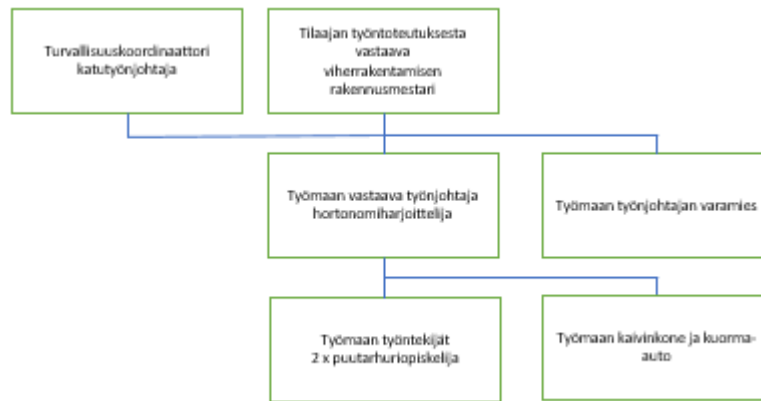 Turvallisuuskoordinaattori
katutyönjohtaja
Tilaajan työntoteutuksesta
vastaava
viherrakentamisen
rakennusmestari
Työmaan vastaava työnjohtaja
hortonomiharjoittelija
Työmaan työnjohtajan varamies
Työmaan työntekijät
2 x puutarhuriopiskelija
Työmaan kaivinkone ja kuorma-
auto